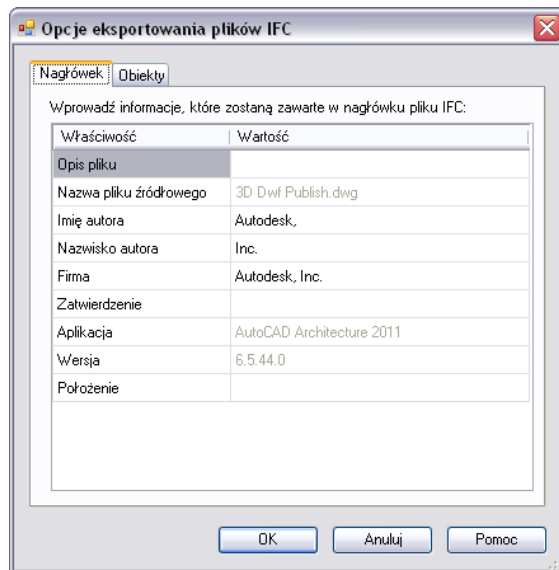 Opcje eksportowania plików IFC
Nagłówek Obiekty
Wprowadź informacje, które zostaną zawarte w nagłówku pliku IFC:
Właściwość Wartość
Opis pliku
Nazwa pliku źródłowego 3D Dwf Publish.dwg
Imię autora Autodesk,
Nazwisko autora Inc.
Firma Autodesk, Inc.
Zatwierdzenie
Aplikacja AutoCAD Architecture 2011
Wersja 6.5.44.0
Położenie
OK Anuluj Pomoc